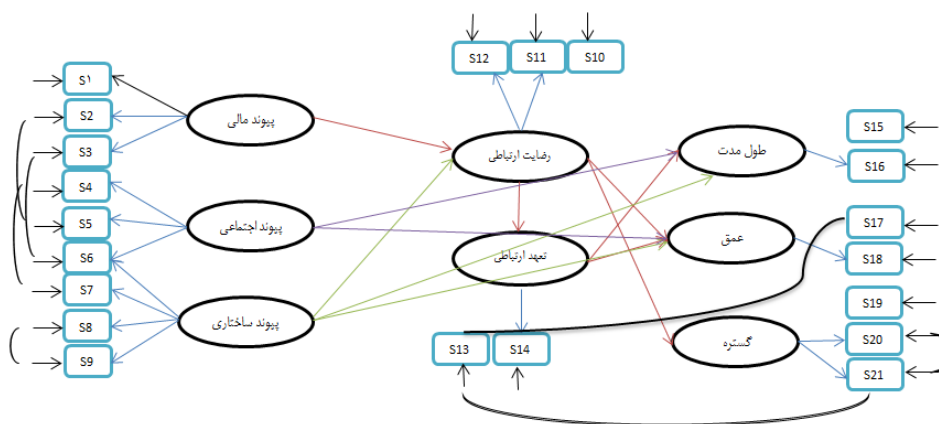 S12
S11
S10
S۱
S2
پیوند مالی
S15
S3
رضایت ارتباطی
طول مدت
S16
S4
S5
پیوند اجتماعی
S17
S6
تعهد ارتباطی
عمق
S18
S7
S8
پیوند ساختاری
S19
S9
S13
S14
گستره
S20
S21